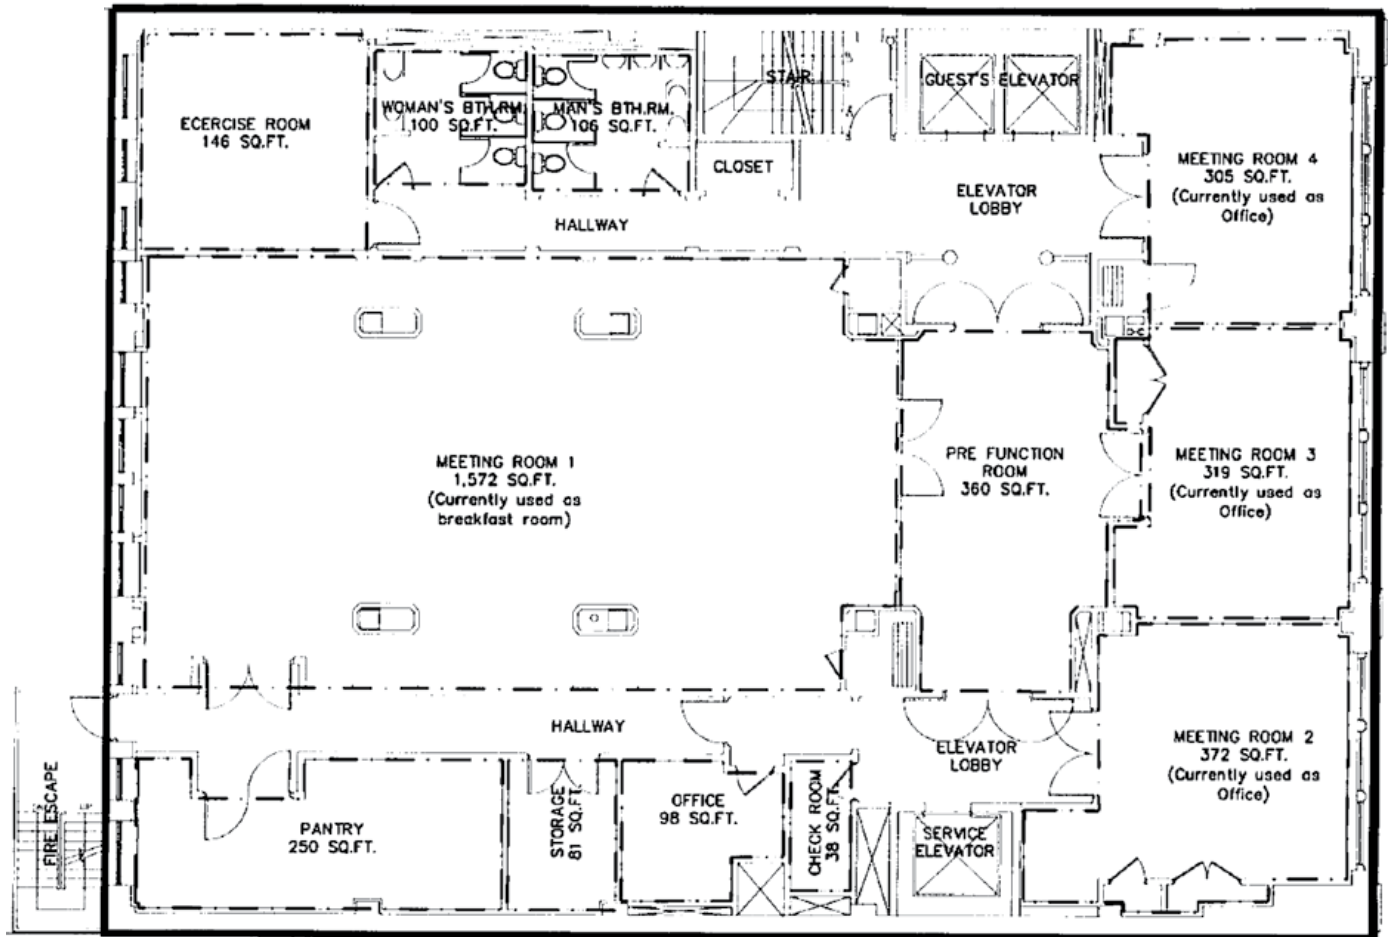 ECERCISE ROOM
146 SQ.FT.
WOMAN'S BTH.RM.
100 SQ.FT.
MAN'S BTH.RM.
106 SQ.FT.
STAIR
GUEST'S ELEVATOR
CLOSET
HALLWAY
ELEVATOR
LOBBY
MEETING ROOM 4
305 SQ.FT.
(Currently used as
Office)
MEETING ROOM 1
1,572 SQ.FT.
(Currently used as
breakfast room)
PRE FUNCTION
ROOM
360 SQ.FT.
MEETING ROOM 3
319 SQ.FT.
(Currently used as
Office)
HALLWAY
ELEVATOR
LOBBY
MEETING ROOM 2
372 SQ.FT.
(Currently used as
Office)
FIRE ESCAPE
PANTRY
250 SQ.FT.
STORAGE
81 SQ.FT.
OFFICE
98 SQ.FT.
CHECK ROOM
38 SQ.FT.
SERVICE
ELEVATOR